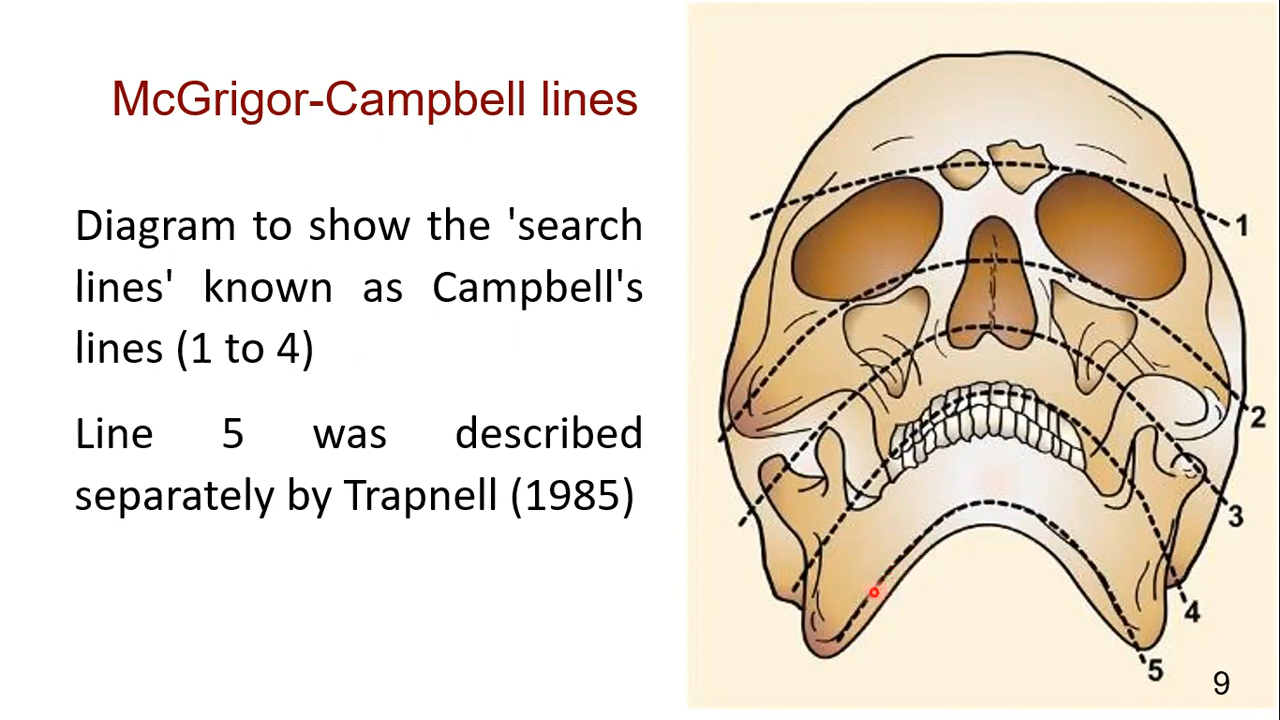 McGrigor-Campbell lines
Diagram to show the 'search
lines' known as Campbell's
lines (1 to 4)
Line 5 was described
separately by Trapnell (1985)
1
2
3
4
5
9